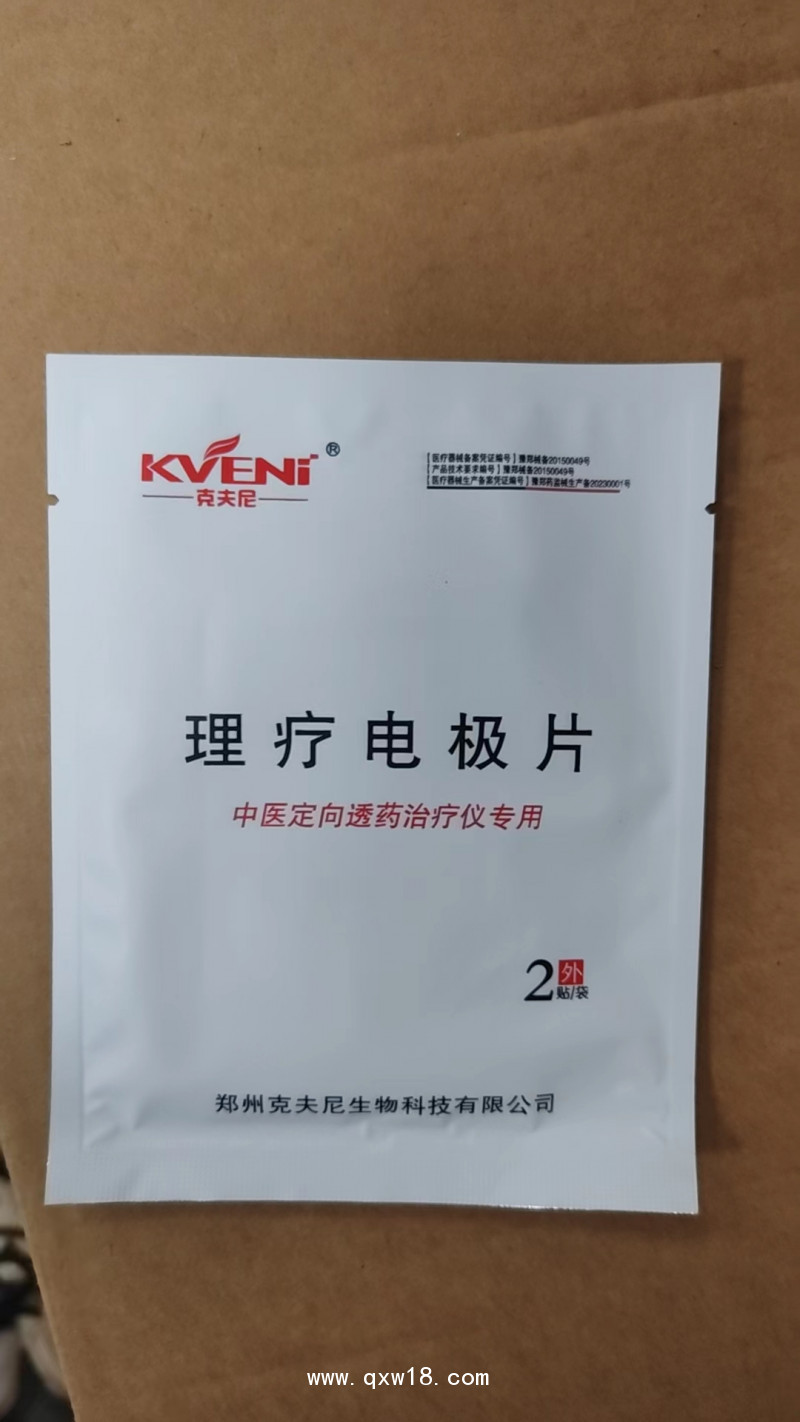 KVENI®
克夫尼
【医疗器械备案凭证编号】豫郑械备20150049号
【产品技术要求编号】豫郑械备20150049号
【医疗器械生产备案凭证编号】豫郑药监械生产备20230001号
理疗电极片
中医定向透药治疗仪专用
2外
贴/袋
郑州克夫尼生物科技有限公司
www.qxw18.com